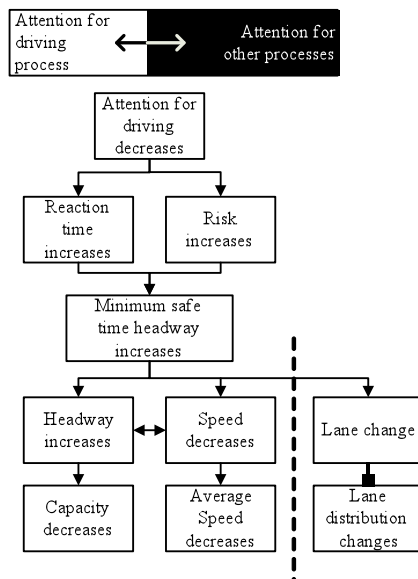 Attention for
driving
process
Attention for
other processes
Attention for
driving
decreases
Reaction
time
increases
Risk
increases
Minimum safe
time headway
increases
Headway
increases
Speed
decreases
Lane change
Capacity
decreases
Average
Speed
decreases
Lane
distribution
changes